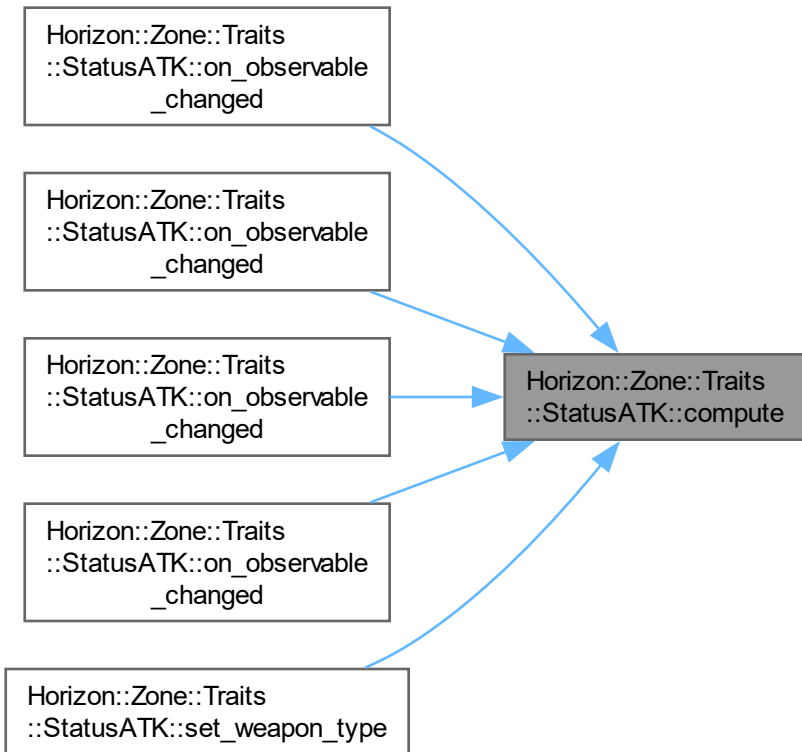 Horizon::Zone::Traits
::StatusATK::on_observable
_changed
Horizon::Zone::Traits
::StatusATK::on_observable
_changed
Horizon::Zone::Traits
::StatusATK::on_observable
_changed
Horizon::Zone::Traits
::StatusATK::compute
Horizon::Zone::Traits
::StatusATK::on_observable
_changed
Horizon::Zone::Traits
::StatusATK::set_weapon_type